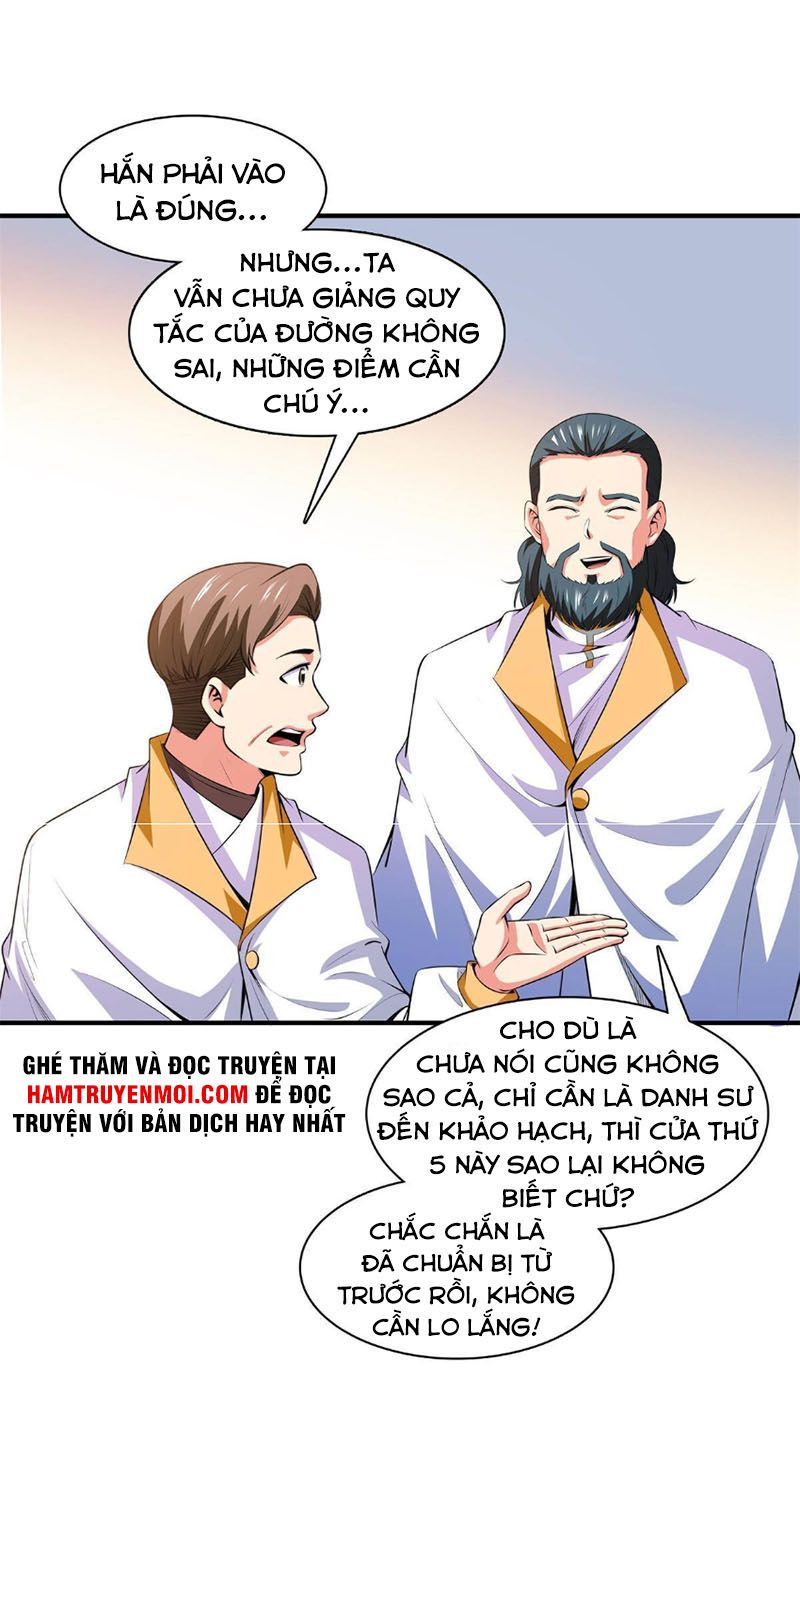 HẮN PHẢI VÀO
LÀ ĐÚNG...
NHƯNG...TA
VẪN CHƯA GIẢNG QUY
TẮC CỦA ĐƯỜNG KHÔNG
SAI, NHỮNG ĐIỂM CẦN
CHÚ Ý...
CHO DÙ LÀ
CHƯA NÓI CŨNG KHÔNG
SAO CẢ, CHỈ CẦN LÀ DANH SƯ
ĐẾN KHẢO HẠCH, THÌ CỬA THỨ
5 NÀY SAO LẠI KHÔNG
BIẾT CHỨ?
CHẮC CHẮN LÀ
ĐÃ CHUẨN BỊ TỪ
TRƯỚC RỒI, KHÔNG
CẦN LO LẮNG!
GHÉ THĂM VÀ ĐỌC TRUYỆN TẠI
HAMTRUYENMOI.COM ĐỂ ĐỌC
TRUYỆN VỚI BẢN DỊCH HAY NHẤT